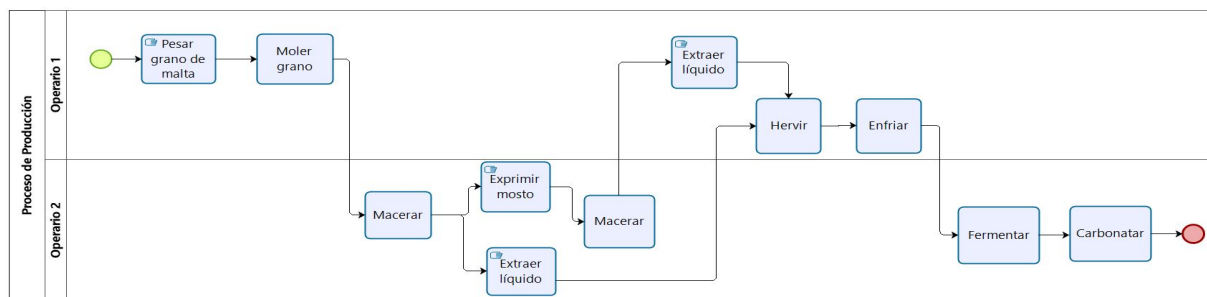 Proceso de Producción
Operario 1
Pesar
grano de
malta
Moler
grano
Extraer
líquido
Hervir
Enfriar
Operario 2
Macerar
Exprimir
mosto
Macerar
Extraer
líquido
Fermentar
Carbonatar